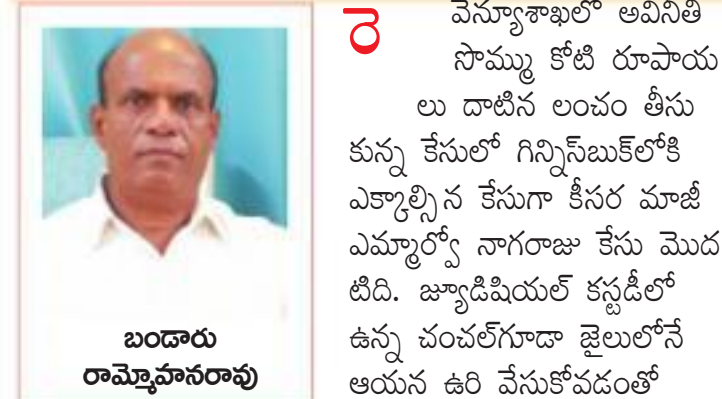 బండారు
రామ్మోహనరావు
రె
వెన్యూశాఖలో అవినీతి
సొమ్ము కోటి రూపాయ
లు దాటిన లంచం తీసు
కున్న కేసులో గిన్నిస్‌బుక్‌లోకి
ఎక్కాల్సిన కేసుగా కీసర మాజీ
ఎమ్మార్వో నాగరాజు కేసు మొద
టిది. జ్యూడిషియల్ కస్టడీలో
ఉన్న చంచల్‌గూడా జైలులోనే
ఆయన ఉరి వేసుకోవడంతో